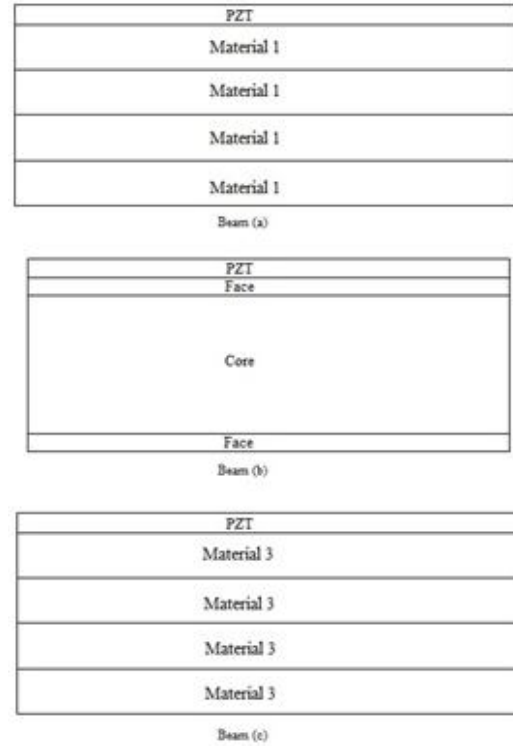 PZT
Material 1
Material 1
Material 1
Material 1
Beam (a)
PZT
Face
Core
Face
Beam (b)
PZT
Material 3
Material 3
Material 3
Material 3
Beam (c)